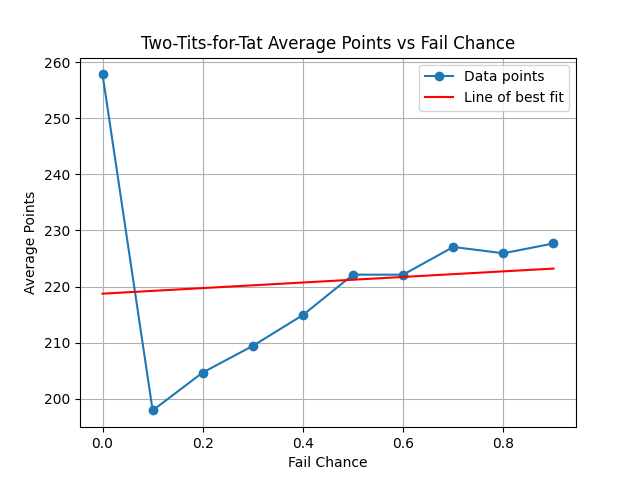 Two-Tits-for-Tat Average Points vs Fail Chance
Data points
Line of best fit
260
250
240
230
220
210
200
Average Points
0.0 0.2 0.4 0.6 0.8
Fail Chance